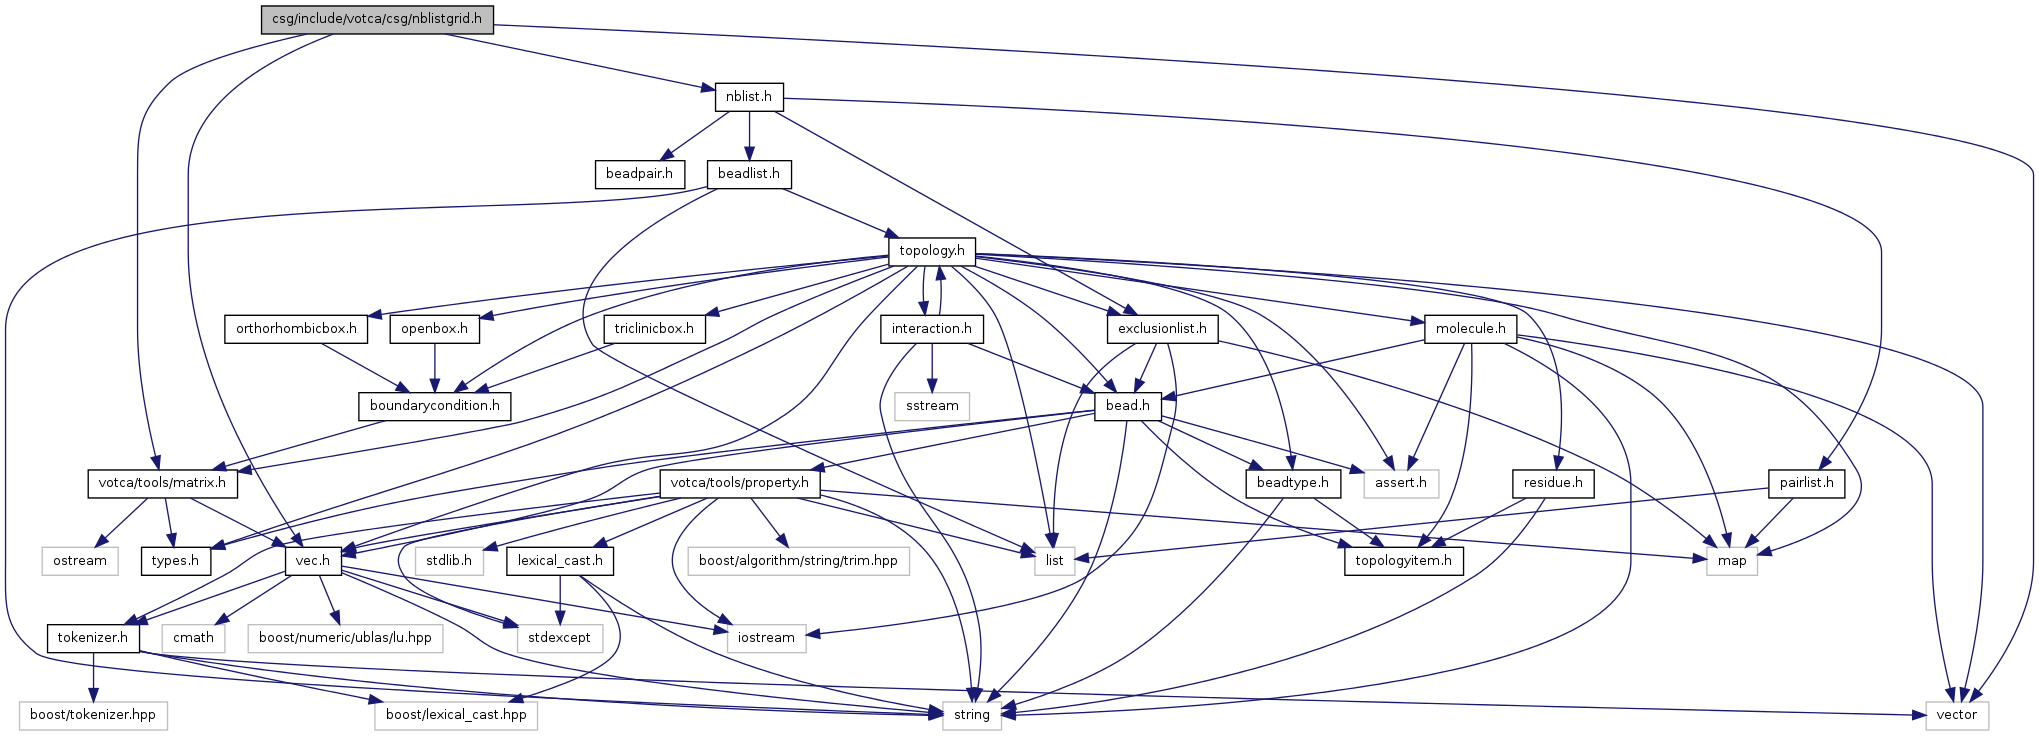 csg/include/votca/csg/nblistgrid.h
nblist.h
beadpair.h
beadlist.h
topology.h
orthorhombicbox.h
openbox.h
triclinicbox.h
interaction.h
exclusionlist.h
molecule.h
boundarycondition.h
sstream
bead.h
votca/tools/matrix.h
votca/tools/property.h
beadtype.h
assert.h
residue.h
pairlist.h
ostream
types.h
vec.h
stdlib.h
lexical_cast.h
boost/algorithm/string/trim.hpp
list
topologyitem.h
map
tokenizer.h
cmath
boost/numeric/ublas/lu.hpp
stdexcept
iostream
boost/tokenizer.hpp
boost/lexical_cast.hpp
string
vector